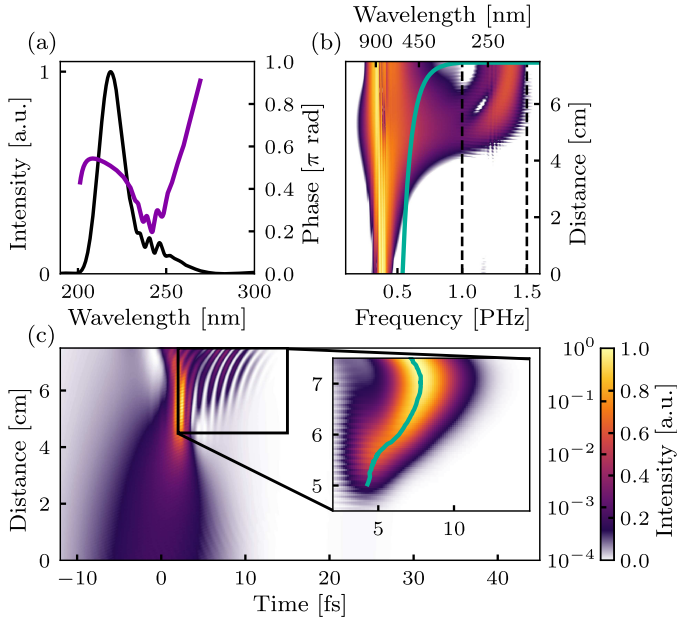 Wavelength [nm]
(a)
(b)
900 450 250
1
0
Intensity [a.u.]
1.0
0.8
0.6
0.4
0.2
0.0
Phase [π rad]
200 250 300
Wavelength [nm]
6
4
2
0
Distance [cm]
0.5 1.0 1.5
Frequency [PHz]
(c)
6
4
2
0
Distance [cm]
7
6
5
5 10
10⁰
10⁻¹
10⁻²
10⁻³
10⁻⁴
1.0
0.8
0.6
0.4
0.2
0.0
Intensity [a.u.]
−10 0 10 20 30 40
Time [fs]